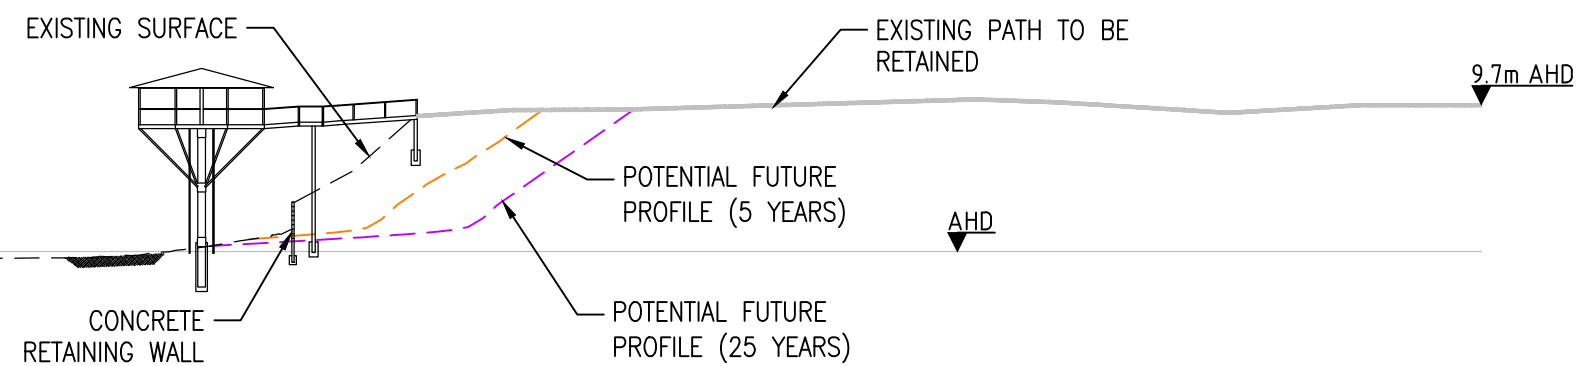 EXISTING SURFACE
EXISTING PATH TO BE
RETAINED
9.7m AHD
POTENTIAL FUTURE
PROFILE (5 YEARS)
AHD
POTENTIAL FUTURE
PROFILE (25 YEARS)
CONCRETE
RETAINING WALL